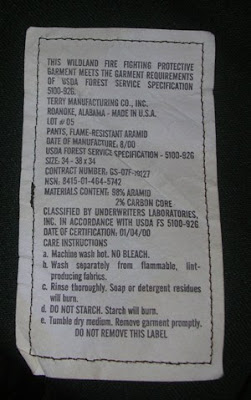 THIS WILDLAND FIRE FIGHTING PROTECTIVE
GARMENT MEETS THE GARMENT REQUIREMENTS
OF USDA FOREST SERVICE SPECIFICATION
5100-92G.
TERRY MANUFACTURING CO., INC.
ROANOKE, ALABAMA - MADE IN U.S.A.
LOT # 05
PANTS, FLAME-RESISTANT ARAMID
DATE OF MANUFACTURE: 8/00
USDA FOREST SERVICE SPECIFICATION - 5100-92G
SIZE: 34 - 38 x 34
CONTRACT NUMBER: GS-07F-19127
NSN: 8415-01-464-5742
MATERIALS CONTENT: 98% ARAMID
2% CARBON CORE
CLASSIFIED BY UNDERWRITERS LABORATORIES,
INC. IN ACCORDANCE W/USDA FS 5100-92G
DATE OF CERTIFICATION: 01/04/00
CARE INSTRUCTIONS
a. Machine wash hot. NO BLEACH.
b. Wash separately from flammable, lint-
producing fabrics.
c. Rinse thoroughly. Soap or detergent residues
will burn.
d. DO NOT STARCH. Starch will burn.
e. Tumble dry medium. Remove garment promptly.
DO NOT REMOVE THIS LABEL